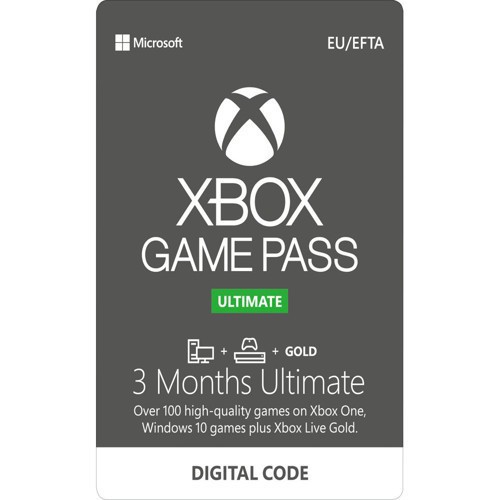 Microsoft EU/EFTA
XBOX
GAME PASS
ULTIMATE
+ + GOLD
3 Months Ultimate
Over 100 high-quality games on Xbox One,
Windows 10 games plus Xbox Live Gold.
DIGITAL CODE